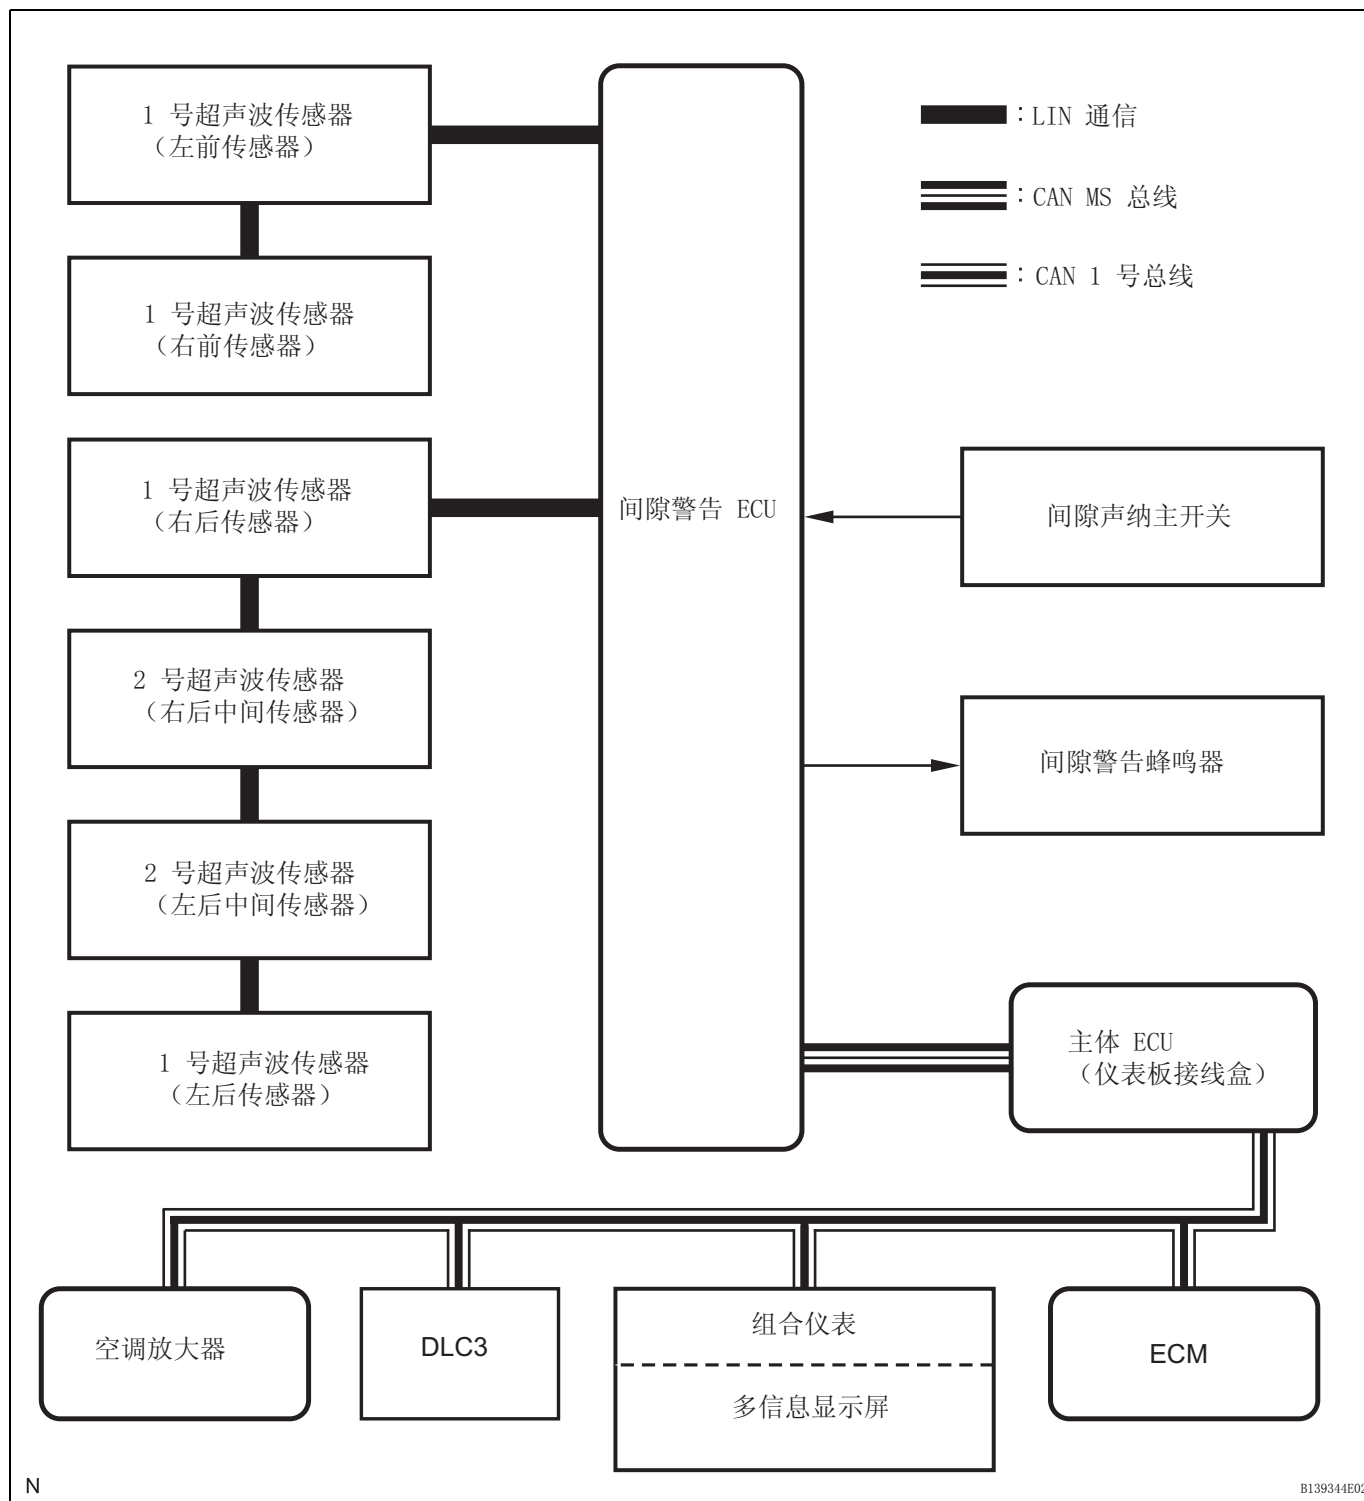 1 号超声波传感器
（左前传感器）
1 号超声波传感器
（右前传感器）
1 号超声波传感器
（右后传感器）
2 号超声波传感器
（右后中间传感器）
2 号超声波传感器
（左后中间传感器）
1 号超声波传感器
（左后传感器）
间隙警告 ECU
：LIN 通信
：CAN MS 总线
：CAN 1 号总线
间隙声纳主开关
间隙警告蜂鸣器
主体 ECU
（仪表板接线盒）
空调放大器
DLC3
组合仪表
多信息显示屏
ECM
N
B139344E02